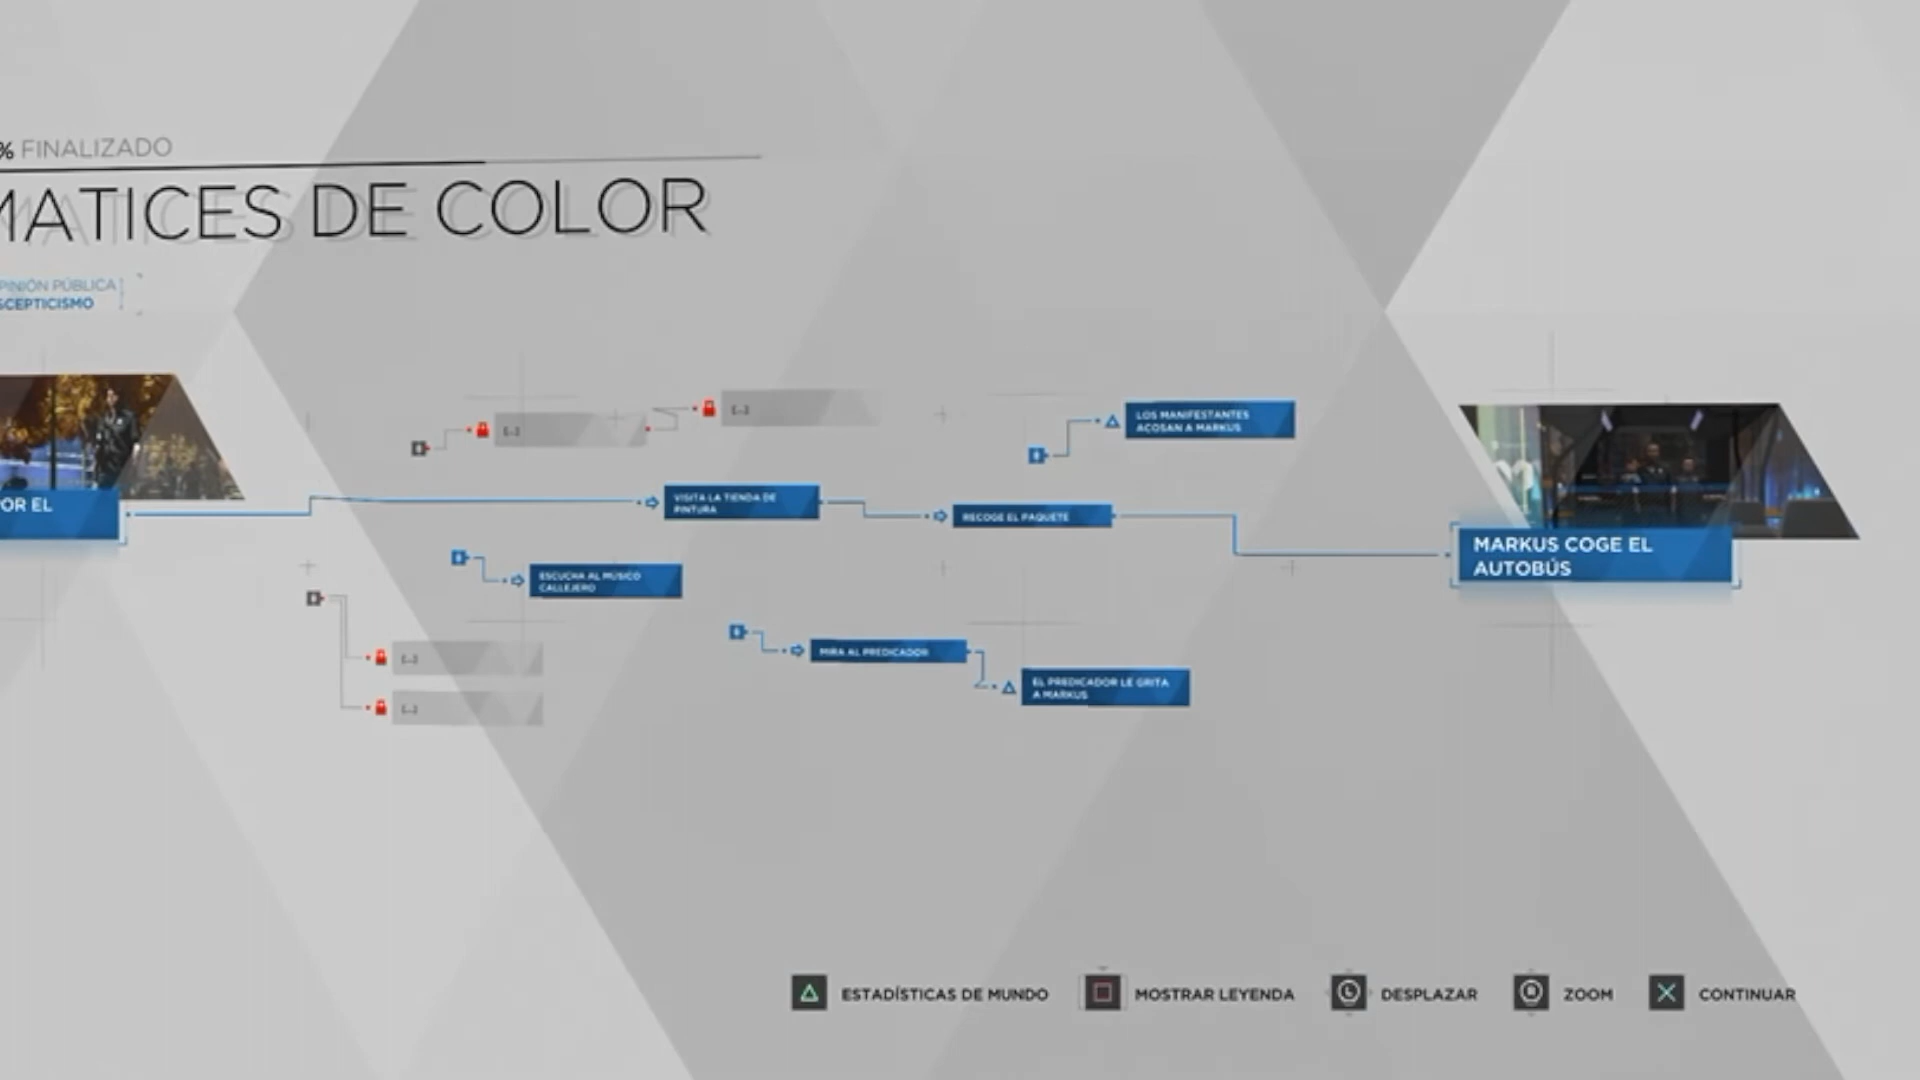 % FINALIZADO
MATICES DE COLOR
PINIÓN PÚBLICA
SCEPTICISMO
[...]
[...]
LOS MANIFESTANTES
ACOSAN A MARKUS
OR EL
VISITA LA TIENDA DE
PINTURA
RECOGE EL PAQUETE
MARKUS COGE EL
AUTOBÚS
ESCUCHA AL MÚSICO
CALLEJERO
MIRA AL PREDICADOR
[...]
EL PREDICADOR LE GRITA
A MARKUS
[...]
ESTADÍSTICAS DE MUNDO
MOSTRAR LEYENDA
L DESPLAZAR
R ZOOM
CONTINUAR